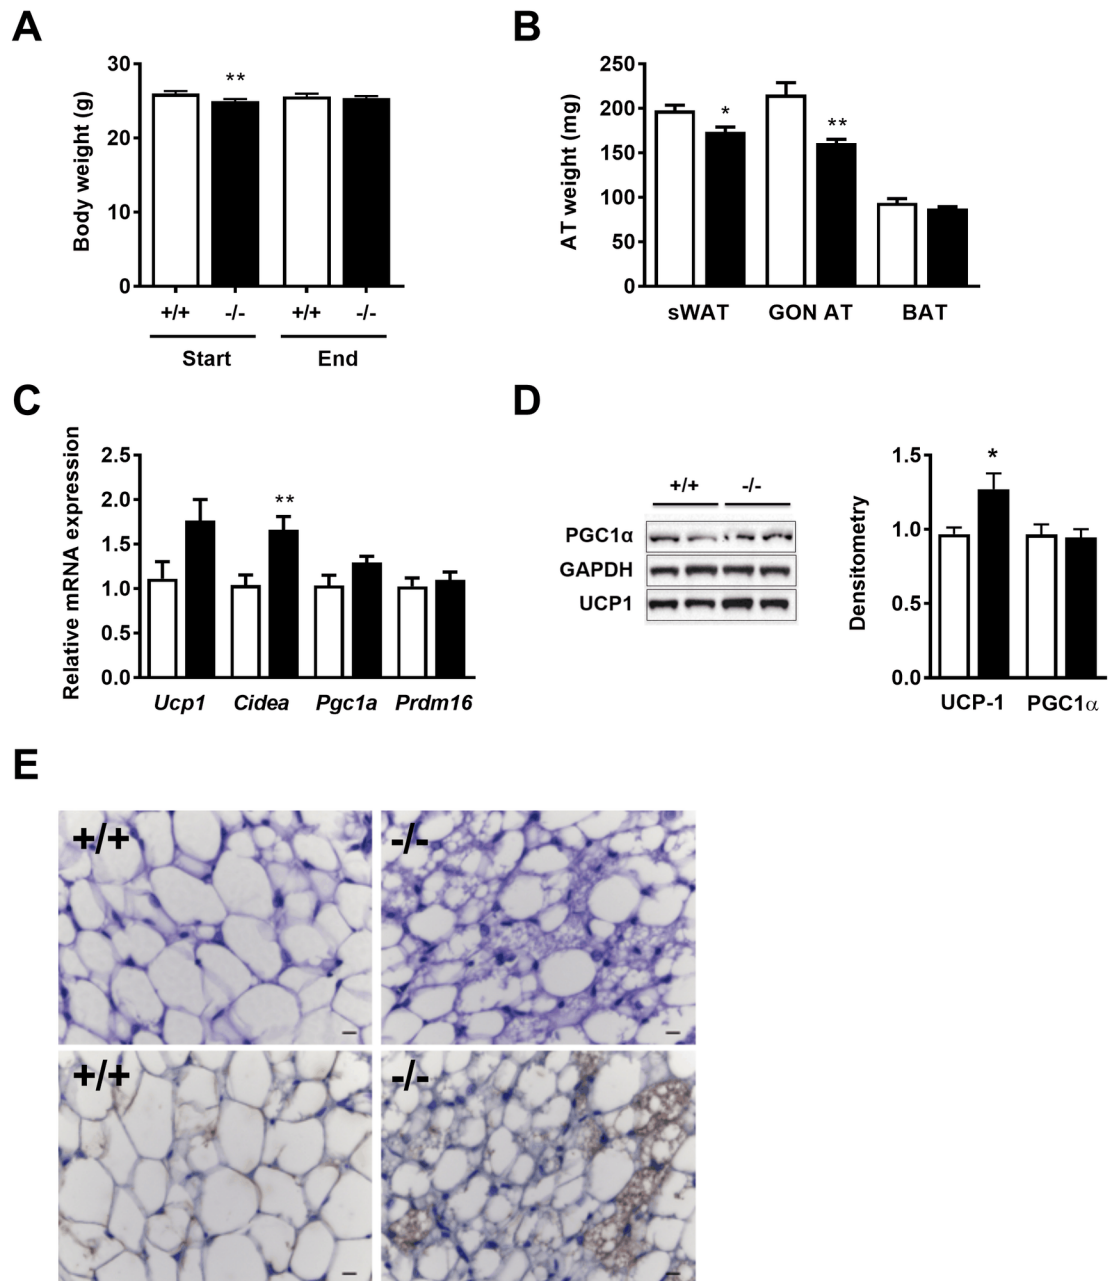 A
Body weight (g)
30
20
10
0
**
+/+ -/- +/+ -/-
Start End
B
AT weight (mg)
250
200
150
100
50
0
* **
sWAT GON AT BAT
C
Relative mRNA expression
2.5
2.0
1.5
1.0
0.5
0.0
**
Ucp1 Cidea Pgc1a Prdm16
D
+/+ -/-
PGC1α
GAPDH
UCP1
Densitometry
1.5
1.0
0.5
0.0
*
UCP-1 PGC1α
E
+/+ -/-
+/+ -/-